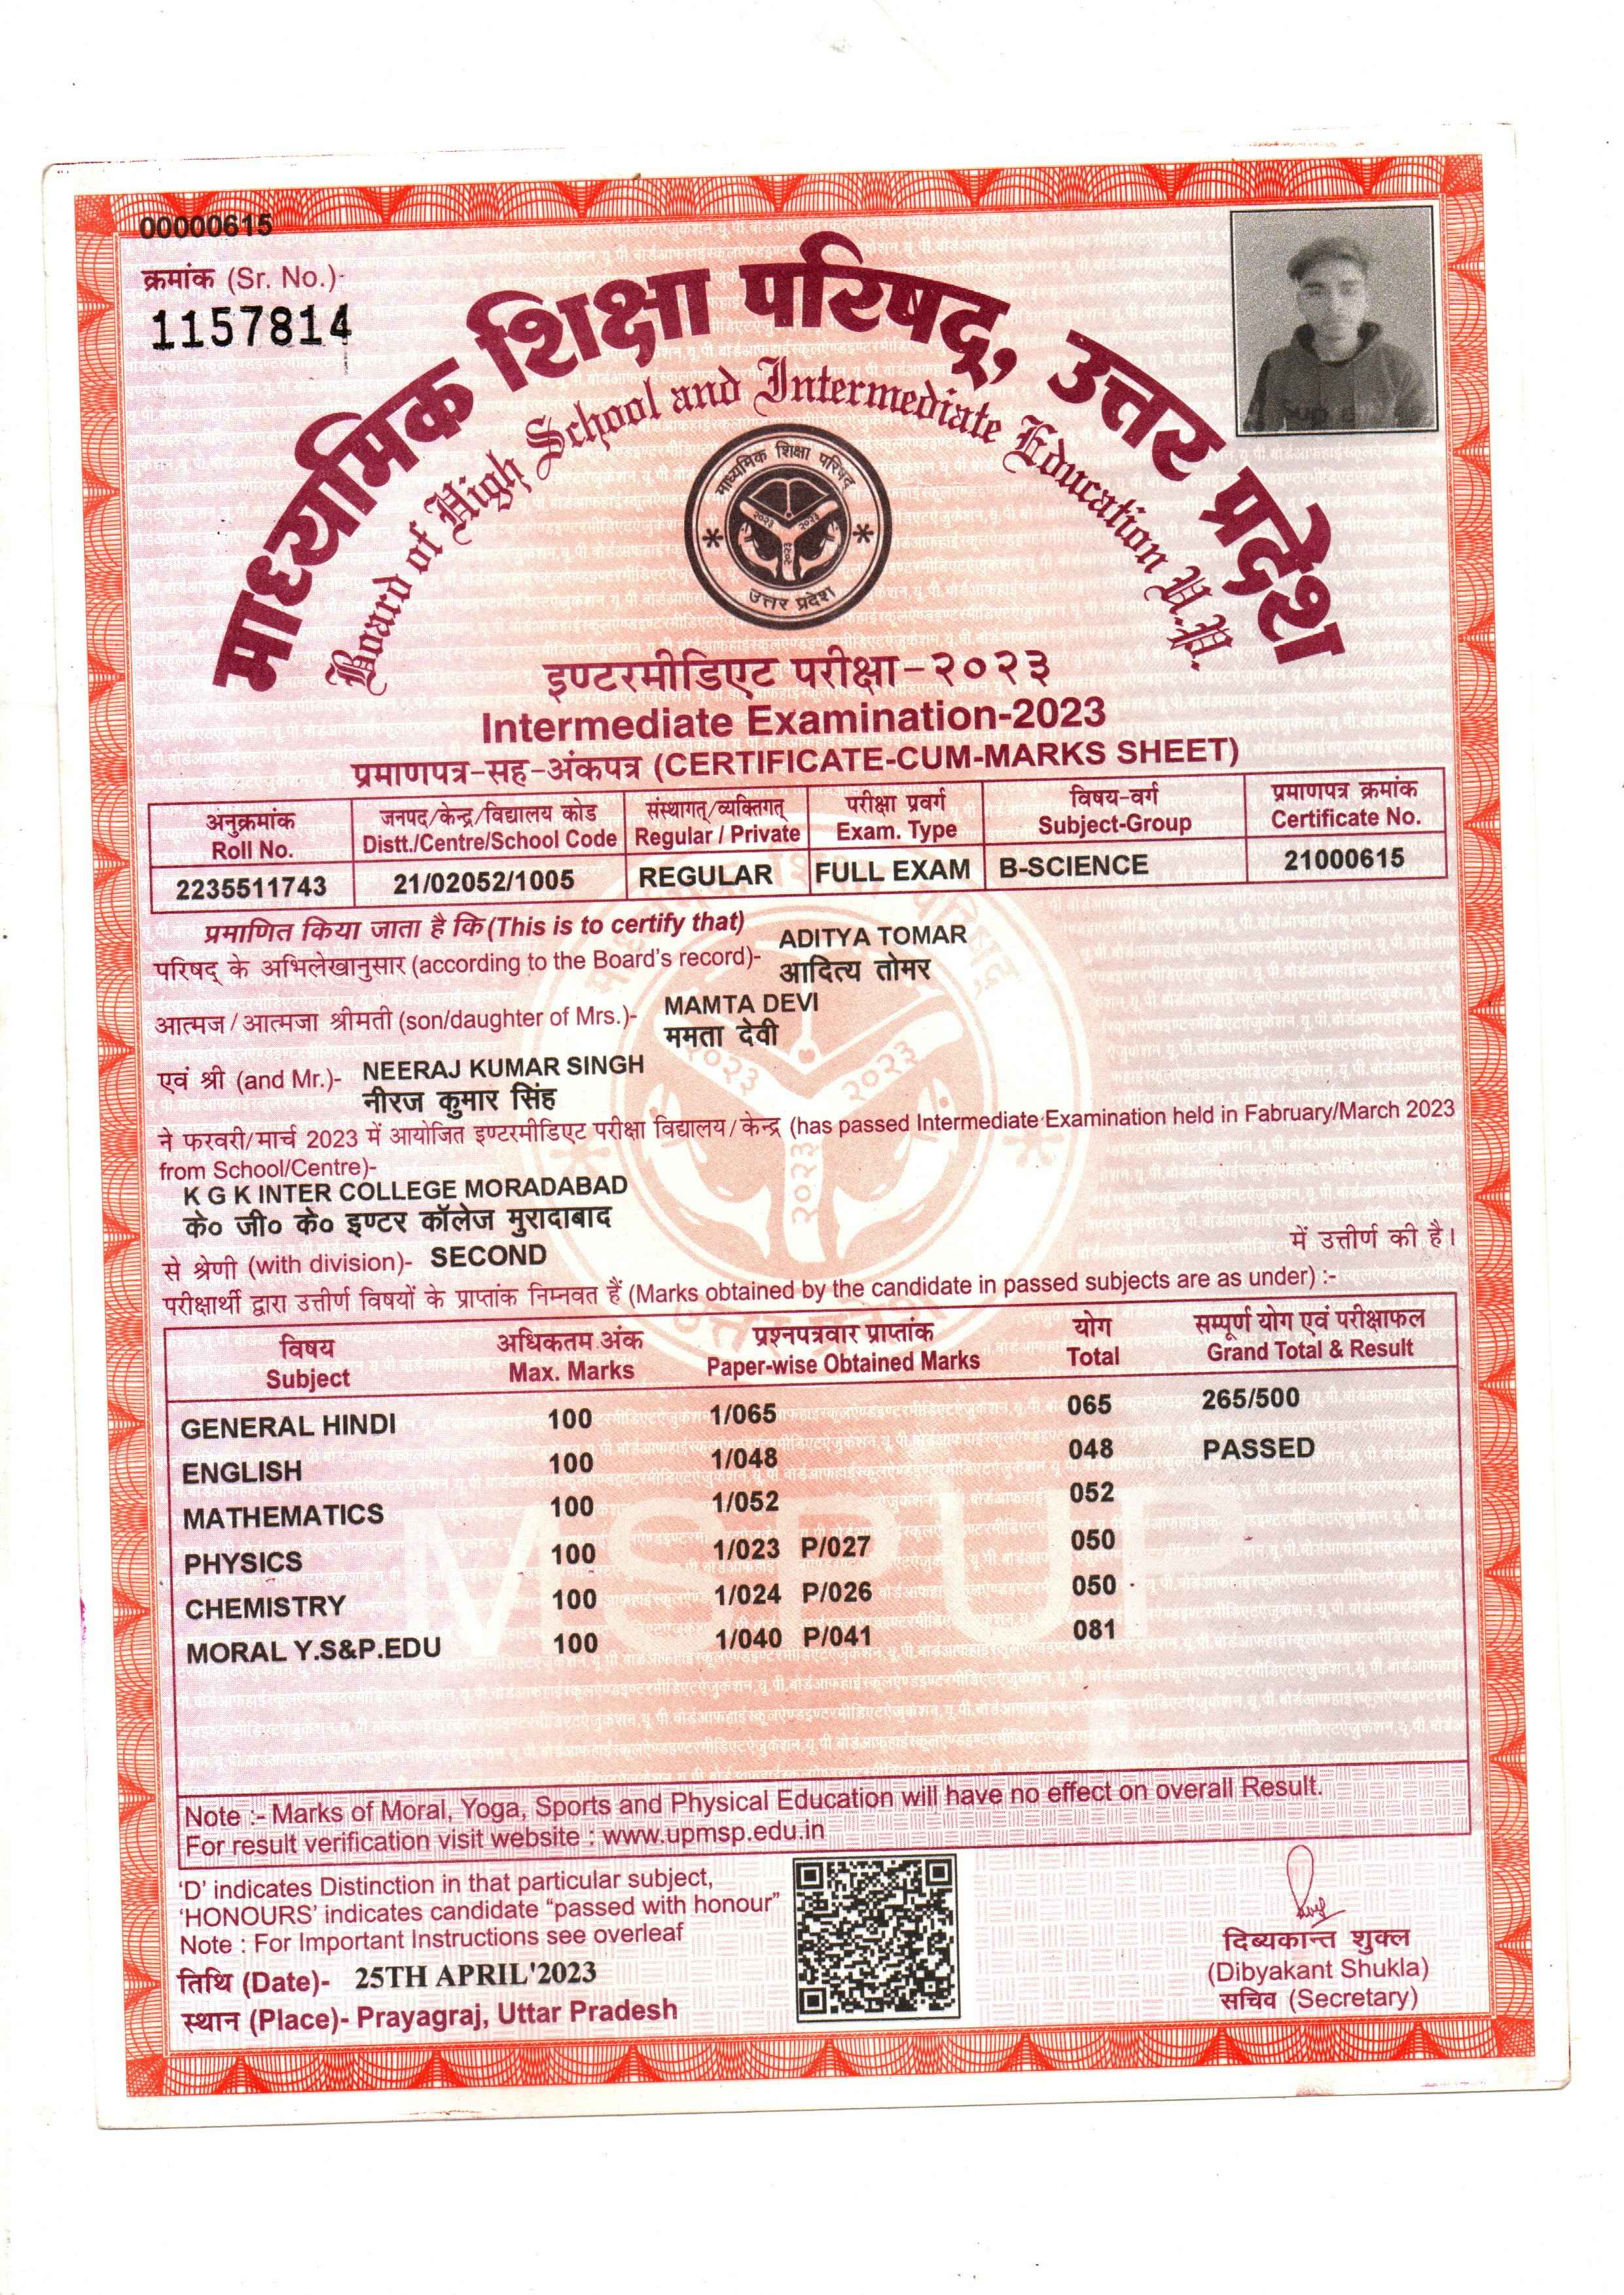 00000615
क्रमांक (Sr. No.)-
1157814
माध्यमिक शिक्षा परिषद्, उत्तर प्रदेश
Board of High School and Intermediate Education U.P.
माध्यमिक शिक्षा परिषद्
२०२३ २०२३
२०२३
उत्तर प्रदेश
इण्टरमीडिएट परीक्षा-२०२३
Intermediate Examination-2023
प्रमाणपत्र-सह-अंकपत्र (CERTIFICATE-CUM-MARKS SHEET)
अनुक्रमांक जनपद/केन्द्र/विद्यालय कोड संस्थागत्/व्यक्तिगत् परीक्षा प्रवर्ग विषय-वर्ग प्रमाणपत्र क्रमांक
Roll No. Distt./Centre/School Code Regular / Private Exam. Type Subject-Group Certificate No.
2235511743 21/02052/1005 REGULAR FULL EXAM B-SCIENCE 21000615
प्रमाणित किया जाता है कि (This is to certify that)
परिषद् के अभिलेखानुसार (according to the Board's record)- ADITYA TOMAR
आदित्य तोमर
आत्मज / आत्मजा श्रीमती (son/daughter of Mrs.)- MAMTA DEVI
ममता देवी
एवं श्री (and Mr.)- NEERAJ KUMAR SINGH
नीरज कुमार सिंह
ने फरवरी/मार्च 2023 में आयोजित इण्टरमीडिएट परीक्षा विद्यालय/केन्द्र (has passed Intermediate Examination held in Fabruary/March 2023
from School/Centre)-
K G K INTER COLLEGE MORADABAD
के० जी० के० इण्टर कॉलेज मुरादाबाद
से श्रेणी (with division)- SECOND में उत्तीर्ण की है।
परीक्षार्थी द्वारा उत्तीर्ण विषयों के प्राप्तांक निम्नवत हैं (Marks obtained by the candidate in passed subjects are as under) :-
विषय अधिकतम अंक प्रश्नपत्रवार प्राप्तांक योग सम्पूर्ण योग एवं परीक्षाफल
Subject Max. Marks Paper-wise Obtained Marks Total Grand Total & Result
GENERAL HINDI 100 1/065 065 265/500
ENGLISH 100 1/048 048 PASSED
MATHEMATICS 100 1/052 052
PHYSICS 100 1/023 P/027 050
CHEMISTRY 100 1/024 P/026 050
MORAL Y.S&P.EDU 100 1/040 P/041 081
MSPUP
Note :- Marks of Moral, Yoga, Sports and Physical Education will have no effect on overall Result.
For result verification visit website : www.upmsp.edu.in
'D' indicates Distinction in that particular subject,
'HONOURS' indicates candidate "passed with honour"
Note : For Important Instructions see overleaf
तिथि (Date)- 25TH APRIL'2023
स्थान (Place)- Prayagraj, Uttar Pradesh
दिब्यकान्त शुक्ल
(Dibyakant Shukla)
सचिव (Secretary)